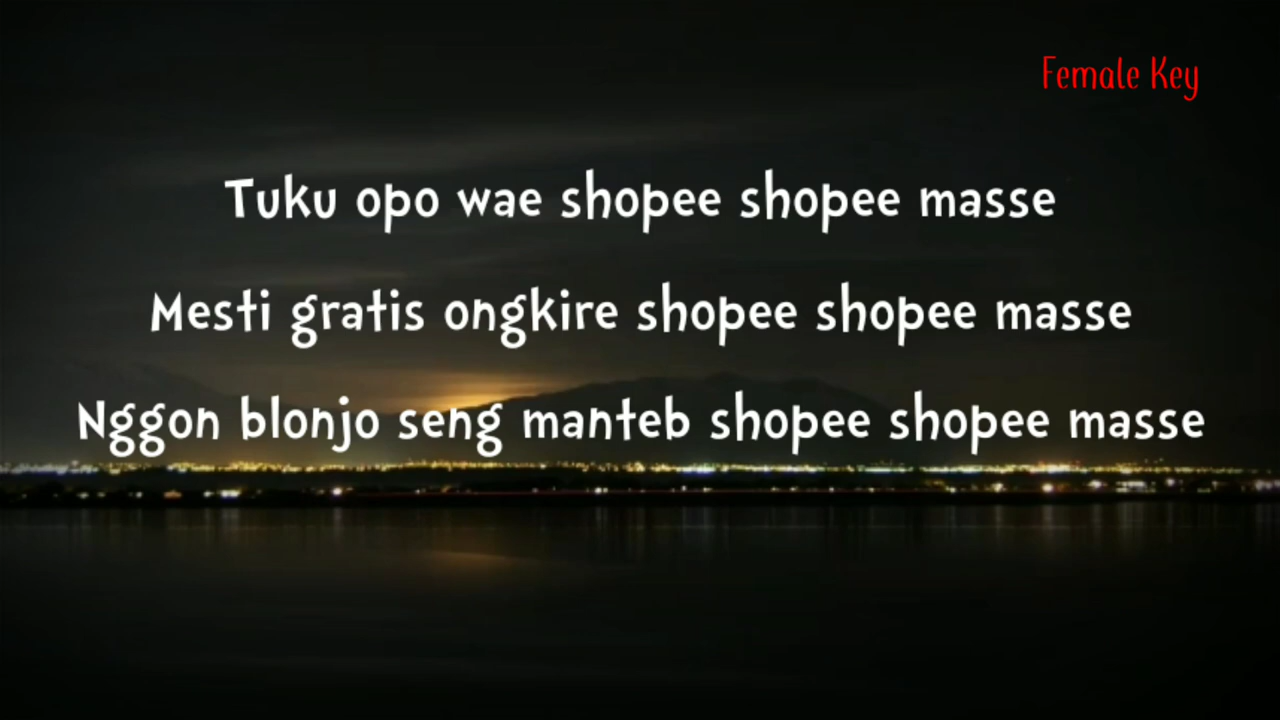 Female Key
Tuku opo wae shopee shopee masse
Mesti gratis ongkire shopee shopee masse
Nggon blonjo seng manteb shopee shopee masse